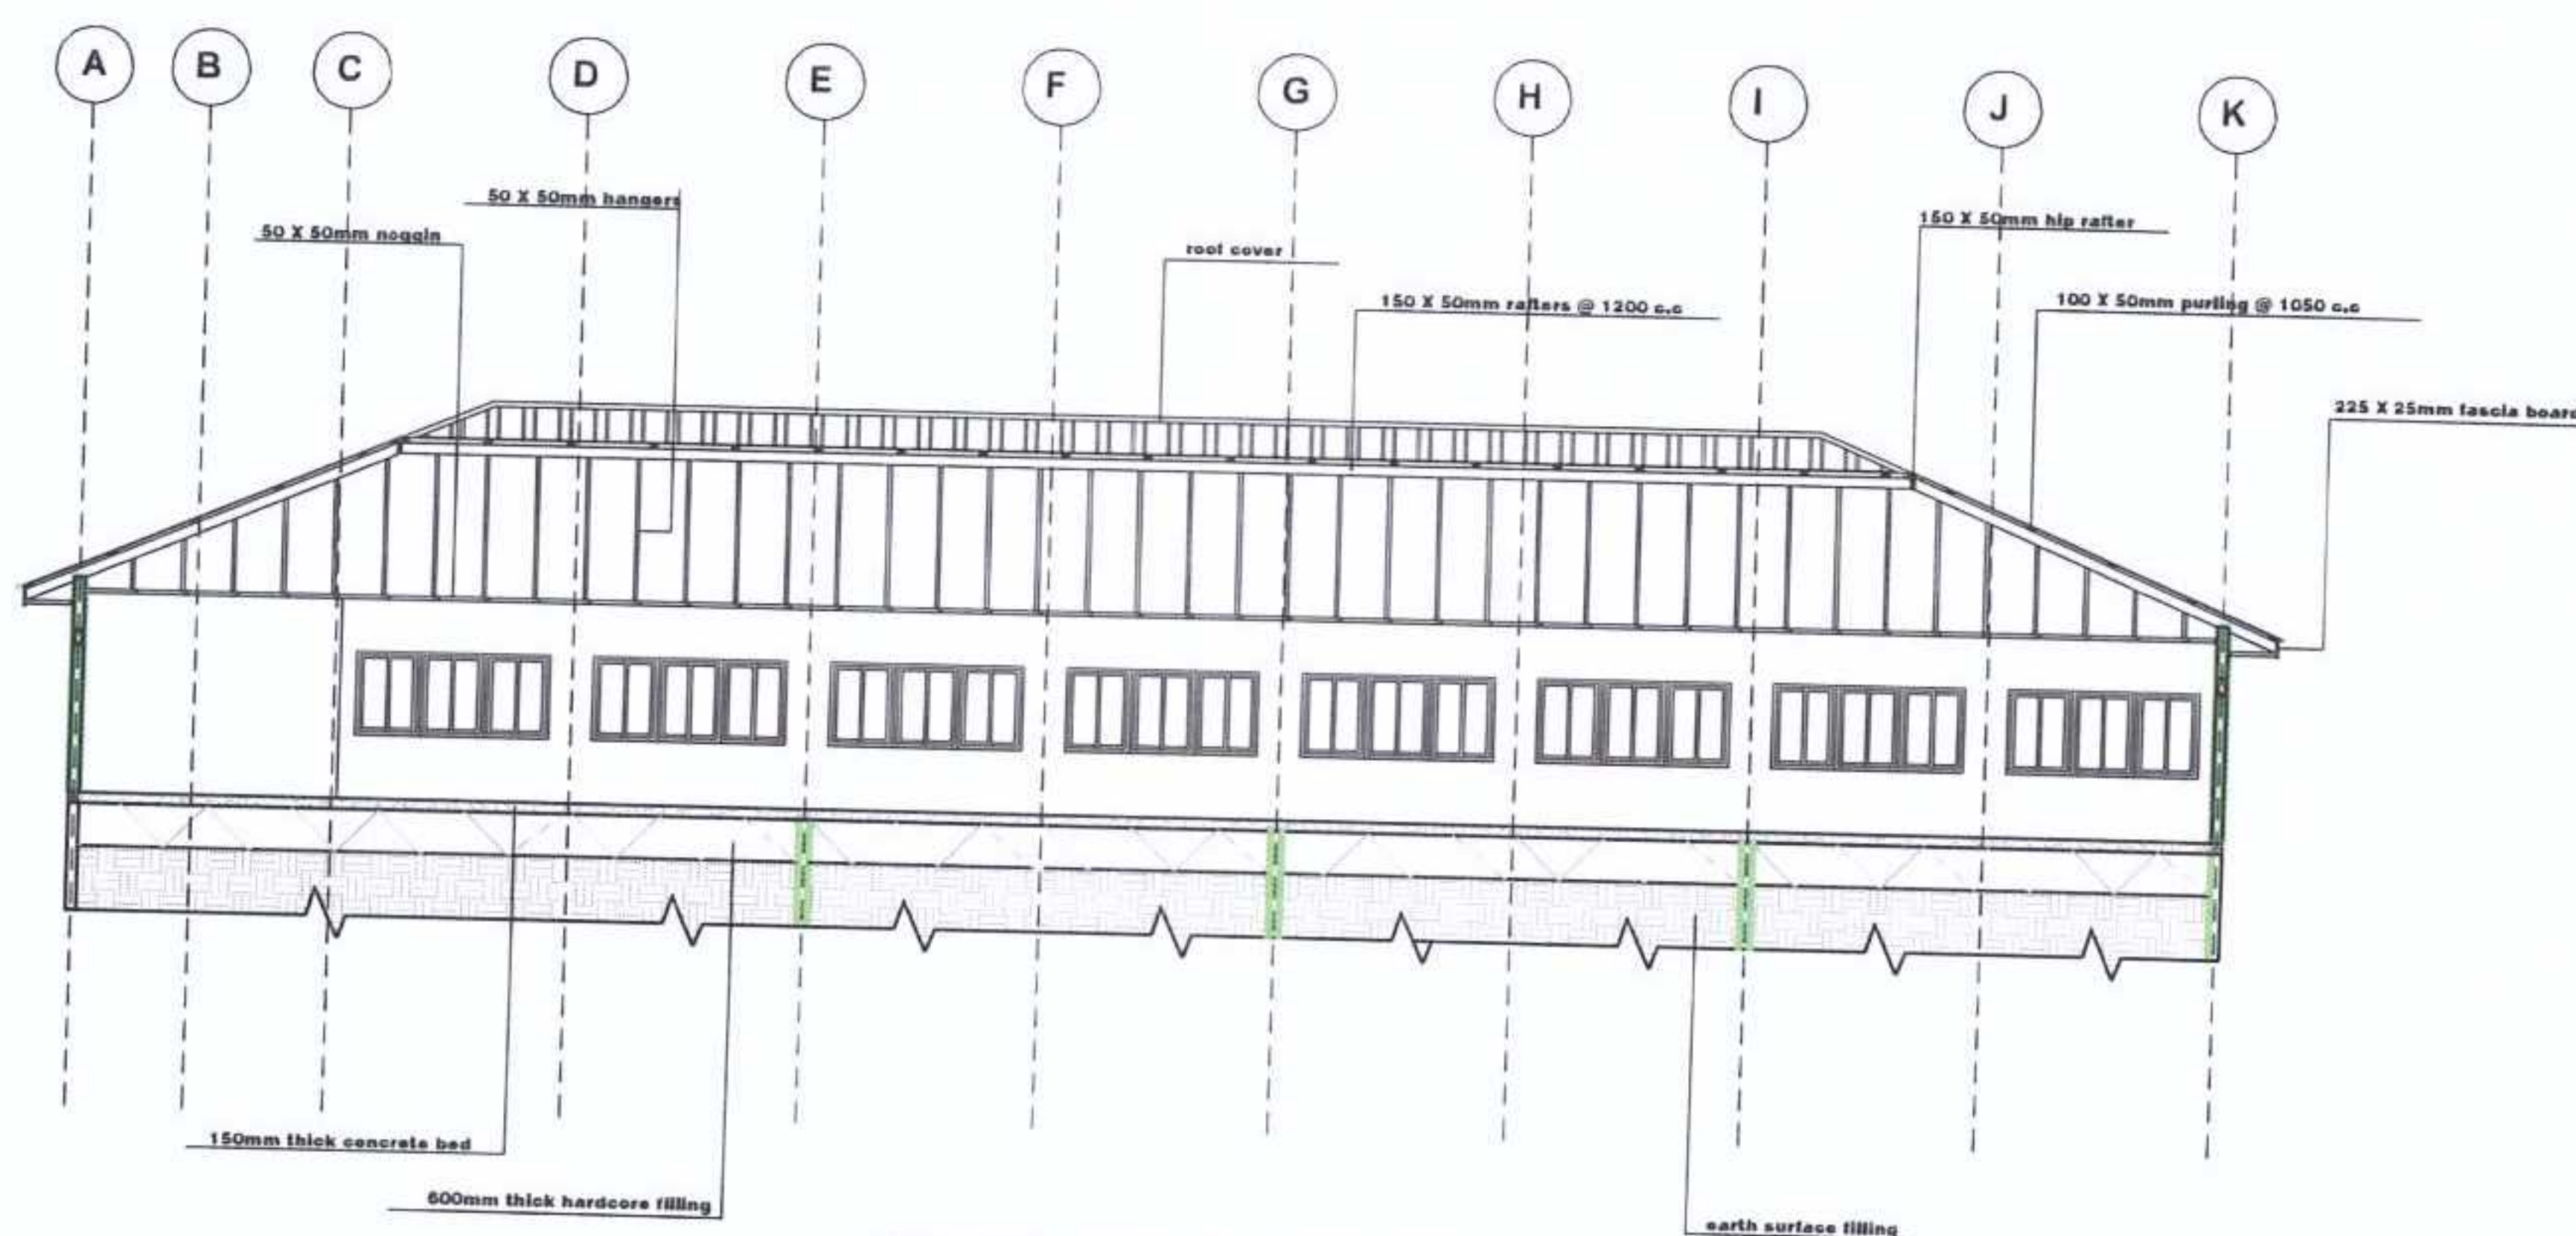 A B C D E F G H I J K
50 X 50mm hangers
50 X 50mm noggin
150 X 50mm hip rafter
roof cover
150 X 50mm rafters @ 1200 c.c
100 X 50mm purling @ 1050 c.c
225 X 25mm fascia board
150mm thick concrete bed
600mm thick hardcore filling
earth surface filling